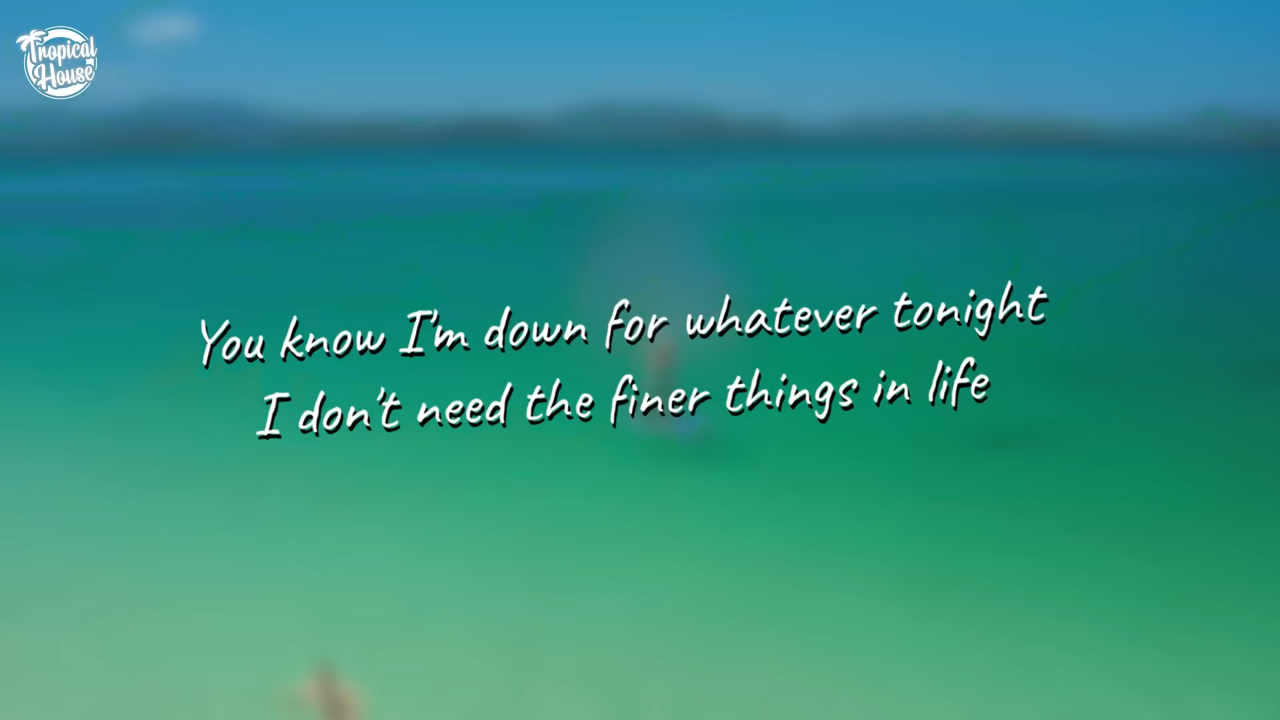 Tropical
House
You know I'm down for whatever tonight
I don't need the finer things in life